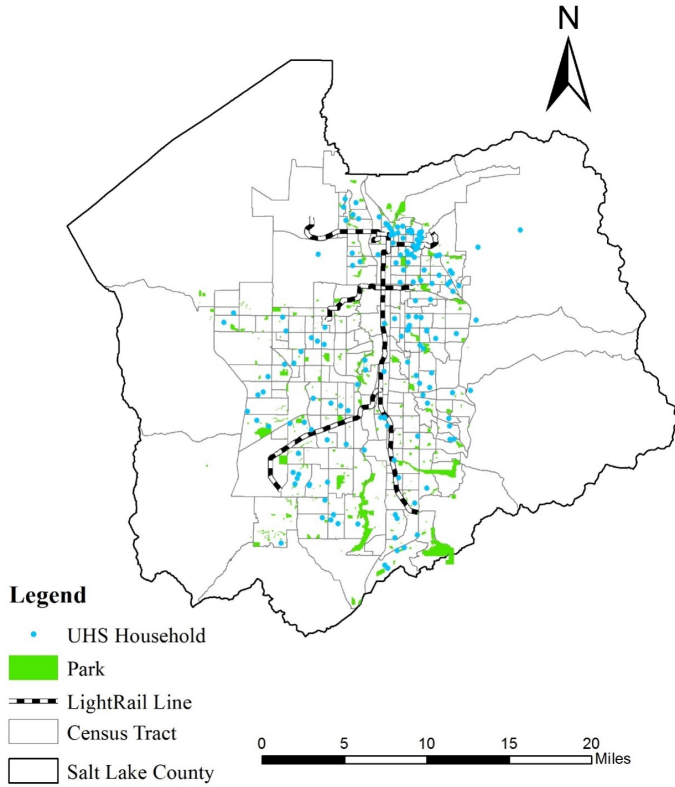 N
Legend
UHS Household
Park
LightRail Line
Census Tract
Salt Lake County
0 5 10 15 20
Miles